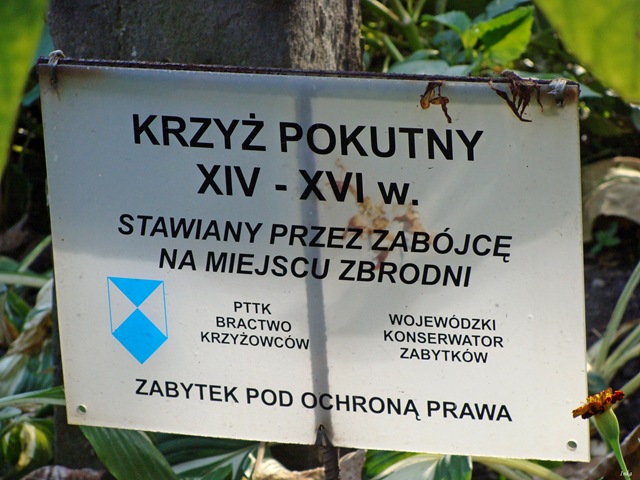 KRZYŻ POKUTNY
XIV - XVI w.
STAWIANY PRZEZ ZABÓJCĘ
NA MIEJSCU ZBRODNI
PTTK
BRACTWO
KRZYŻOWCÓW
WOJEWÓDZKI
KONSERWATOR
ZABYTKÓW
ZABYTEK POD OCHRONĄ PRAWA